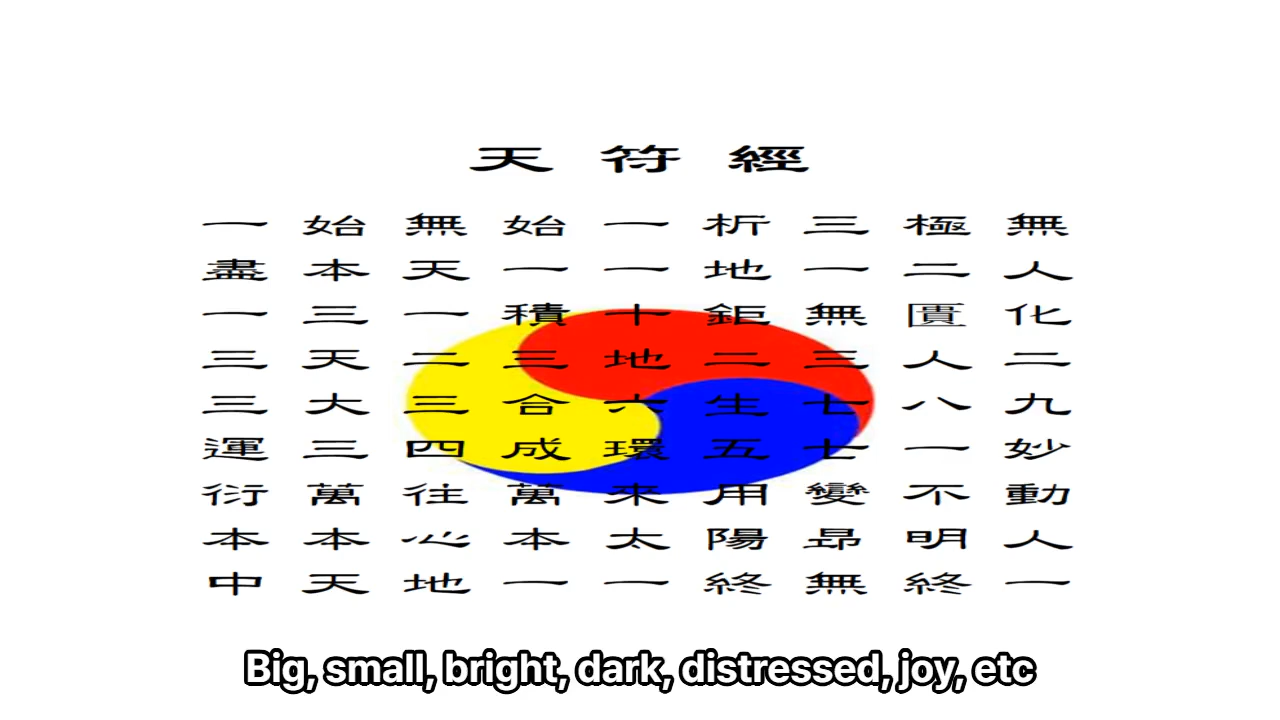 天符經
一始無始一析三極無
盡本天一一地一二人
一三一積十鉅無匱化
三天二三地二三人二
三大三合六生七八九
運三四成環五七一妙
衍萬往萬來用變不動
本本心本太陽昻明人
中天地一一終無終一
Big, small, bright, dark, distressed, joy, etc